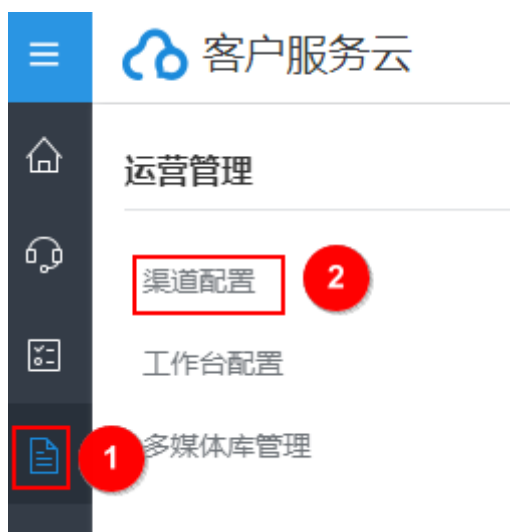 客户服务云
运营管理
渠道配置
2
工作台配置
1
多媒体库管理